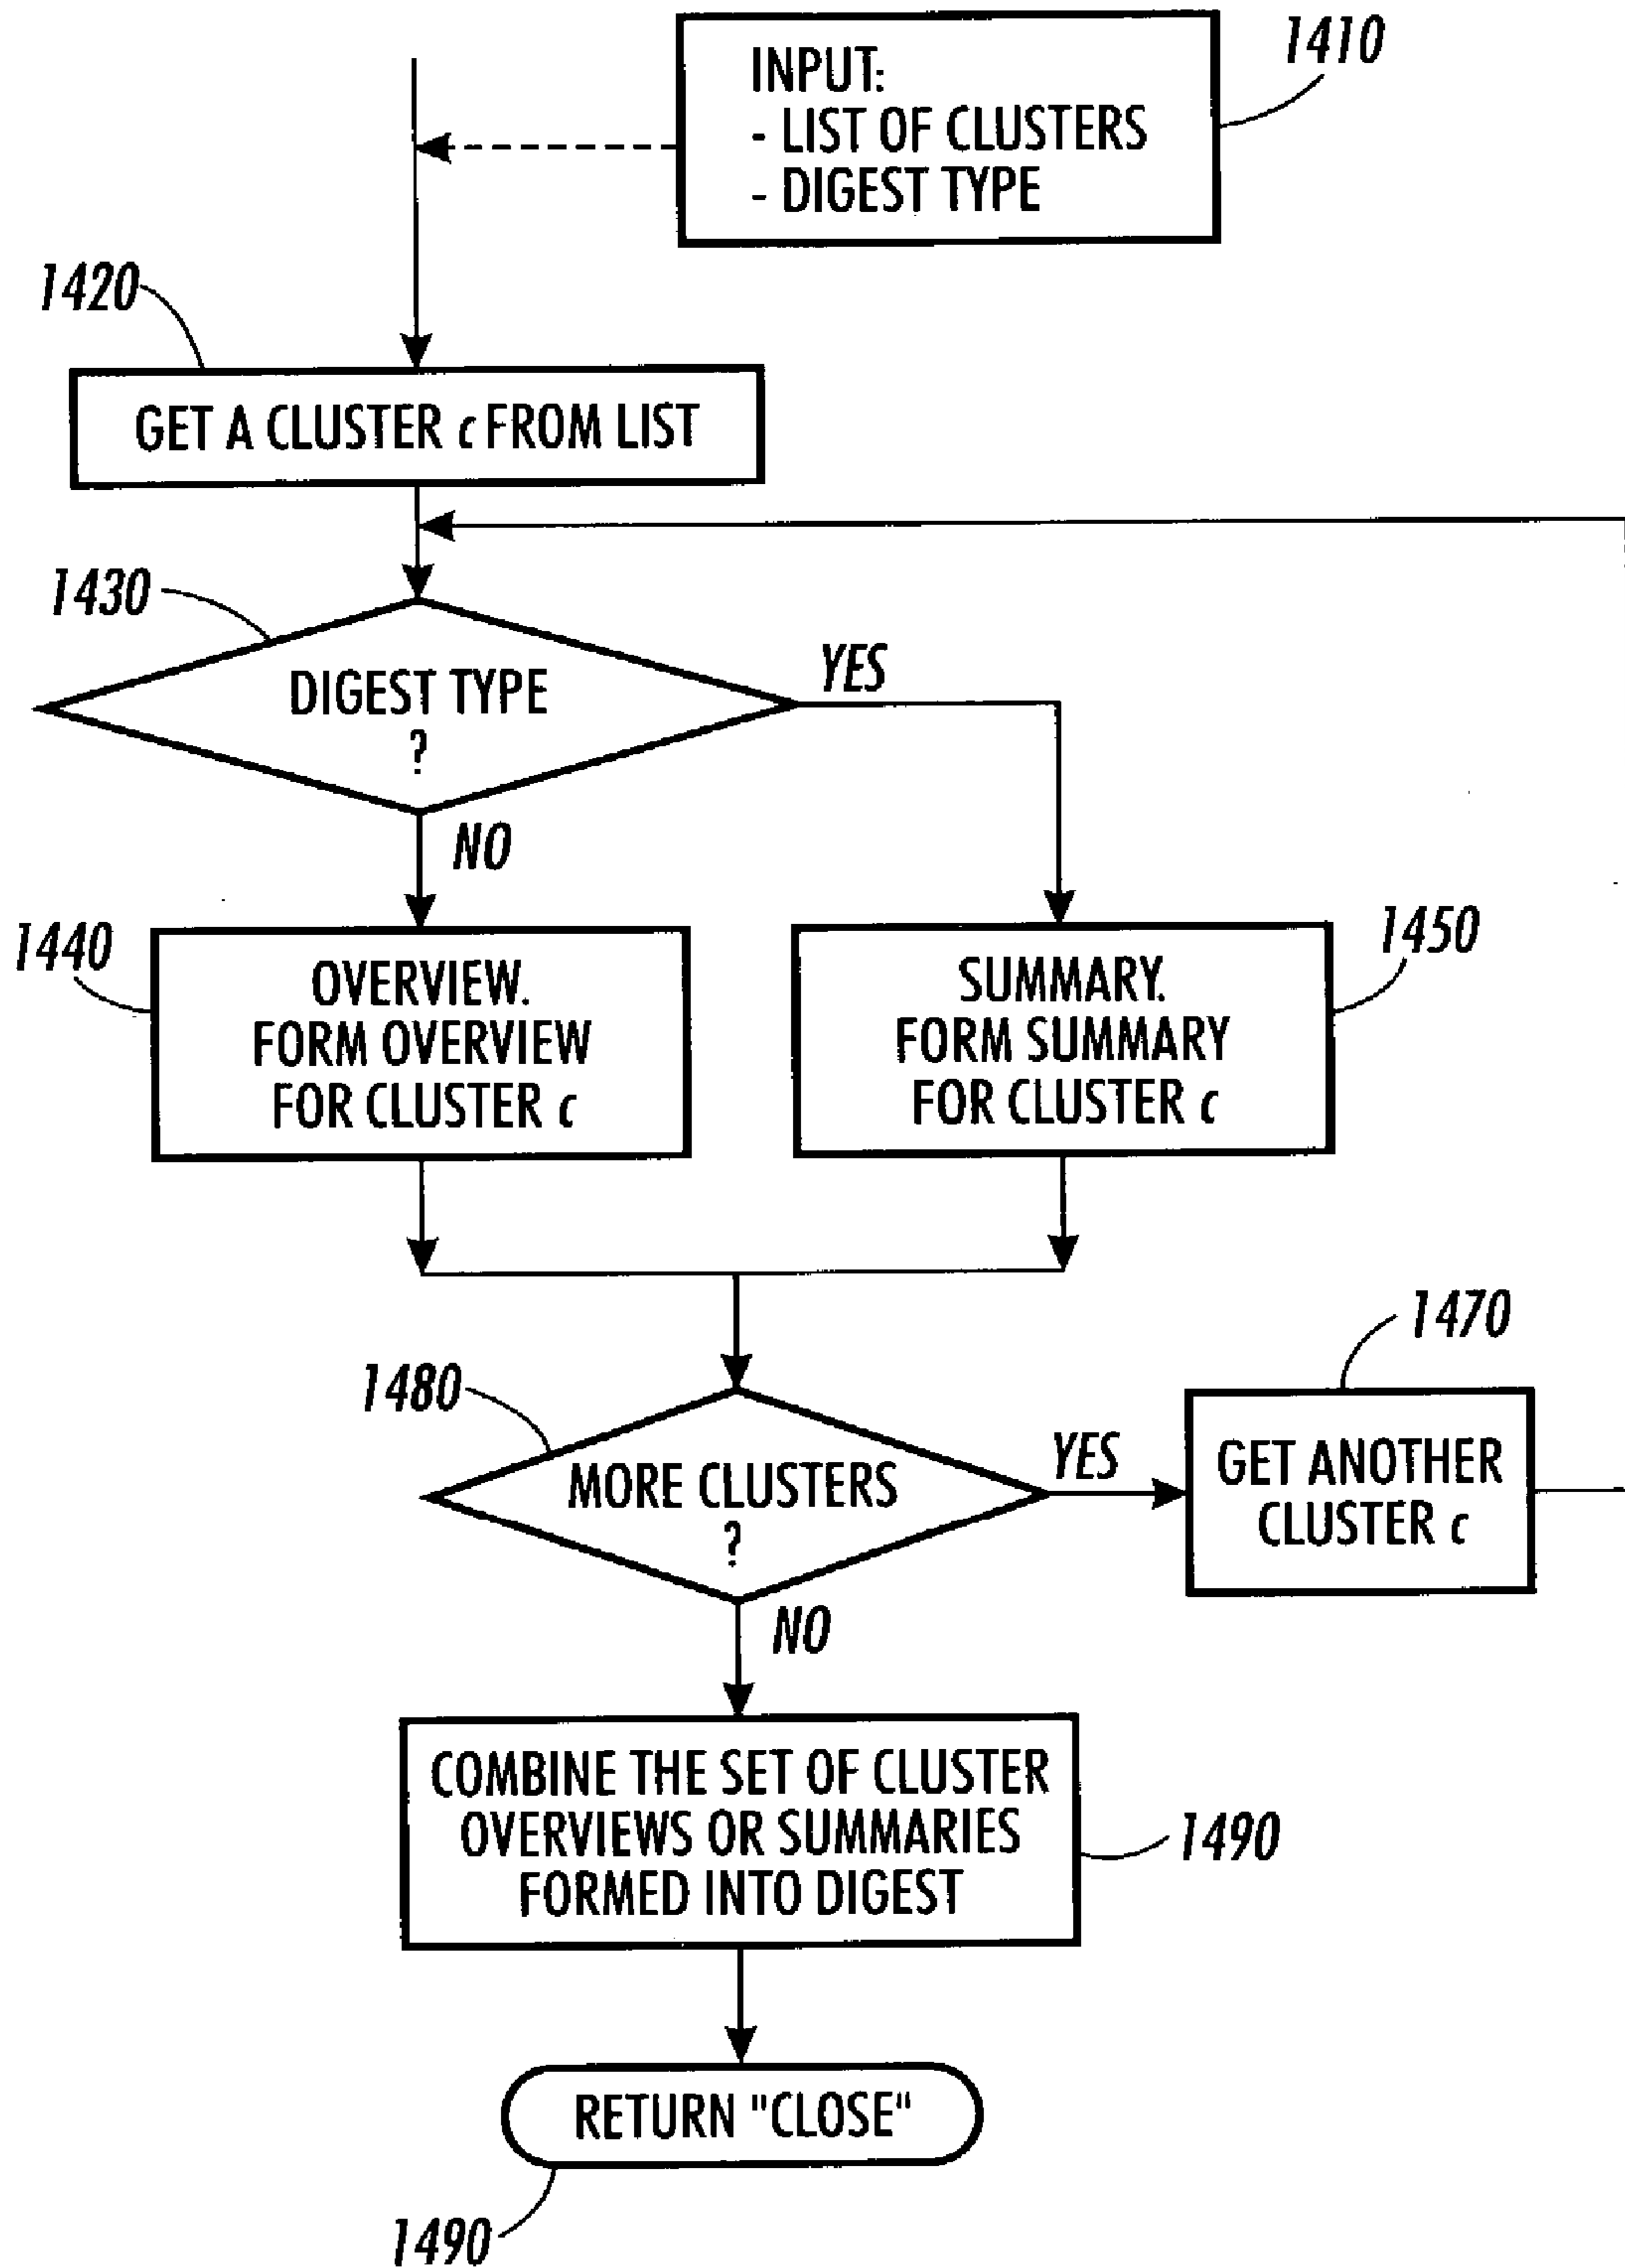 1410
INPUT:
- LIST OF CLUSTERS
- DIGEST TYPE
1420
GET A CLUSTER c FROM LIST
1430
DIGEST TYPE
?
YES
NO
1440
OVERVIEW.
FORM OVERVIEW
FOR CLUSTER c
1450
SUMMARY.
FORM SUMMARY
FOR CLUSTER c
1480
MORE CLUSTERS
?
YES
1470
GET ANOTHER
CLUSTER c
NO
COMBINE THE SET OF CLUSTER
OVERVIEWS OR SUMMARIES
FORMED INTO DIGEST
1490
RETURN "CLOSE"
1490